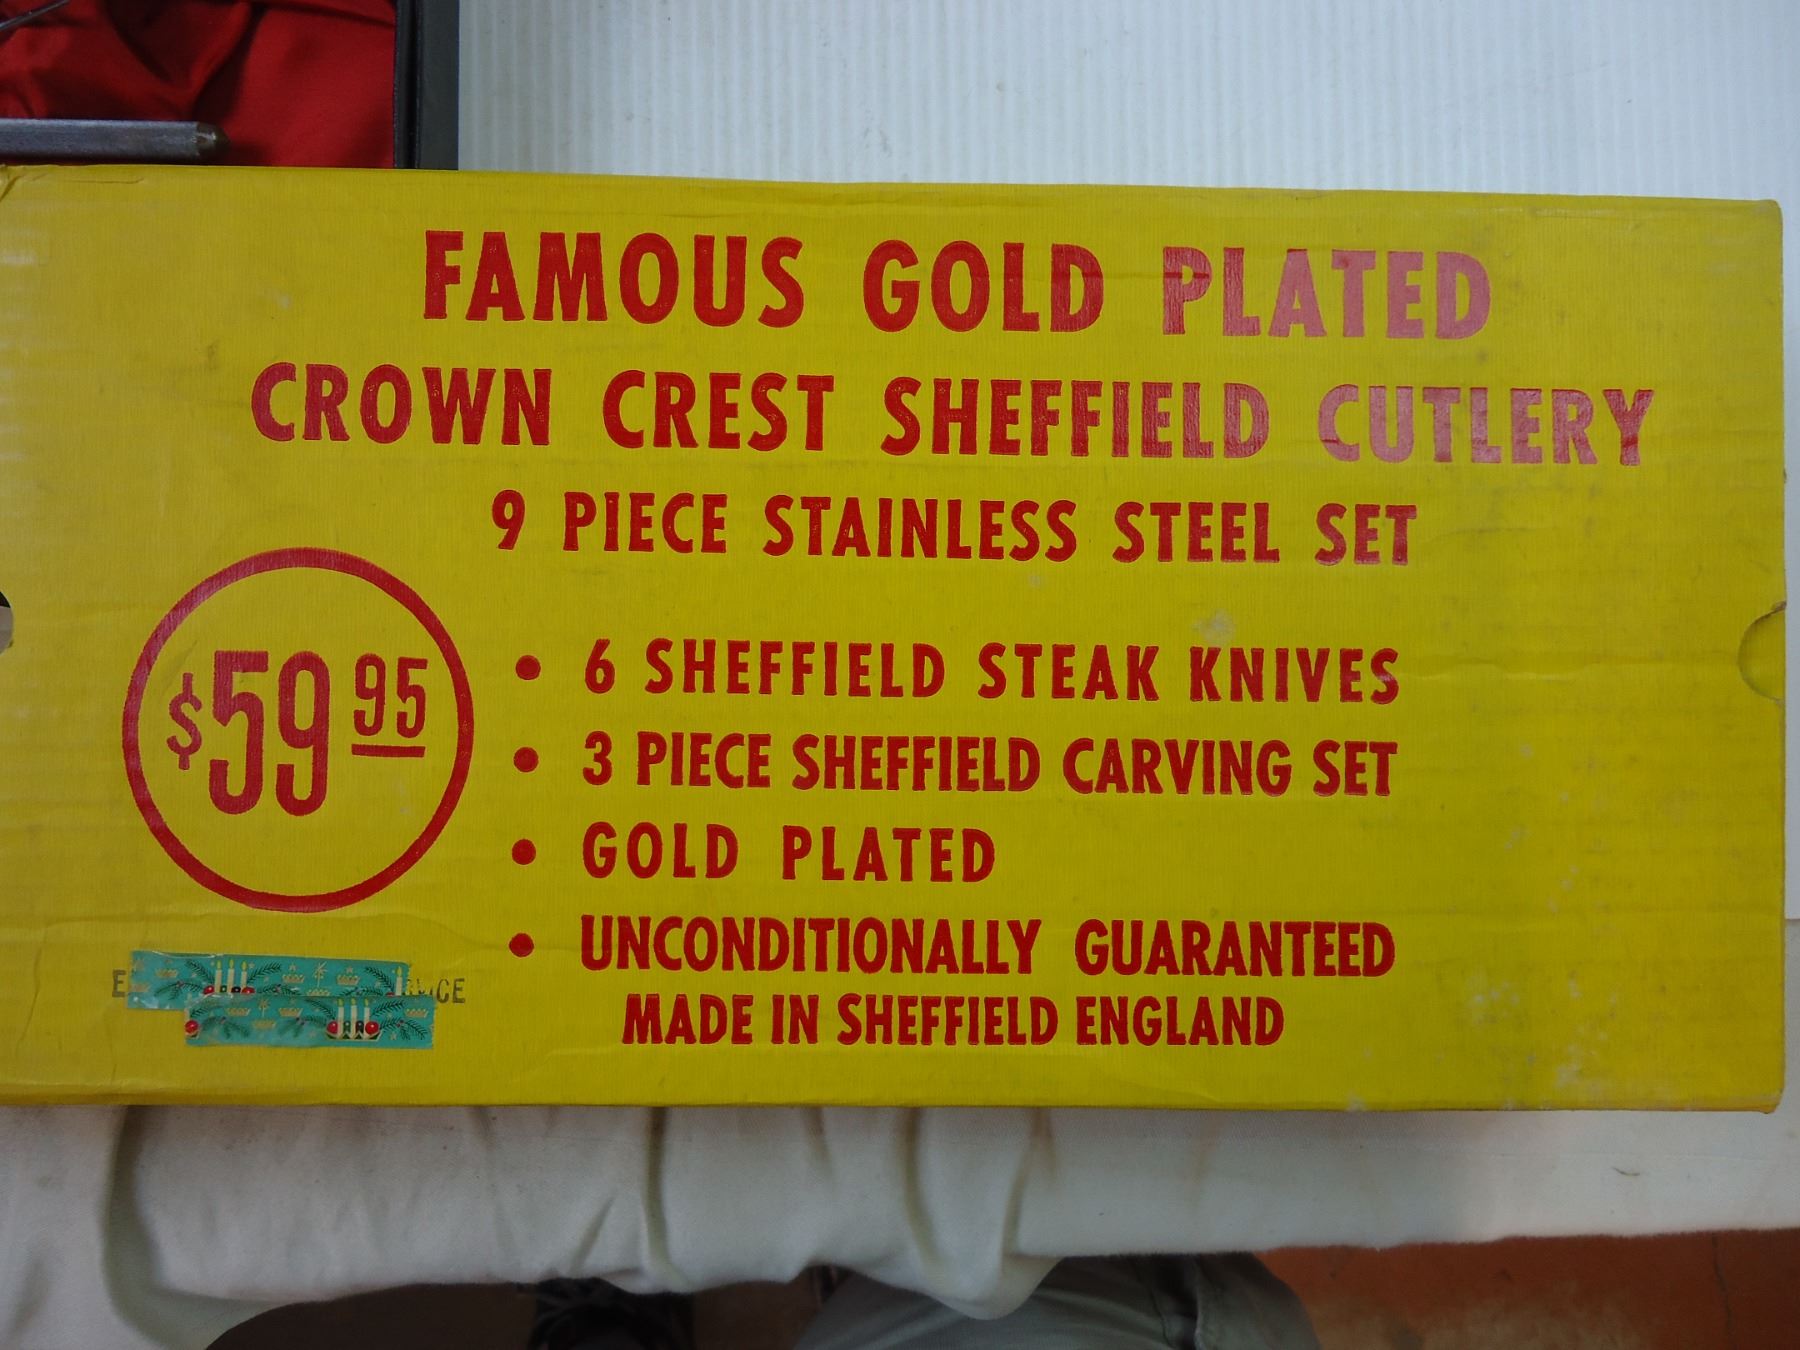 FAMOUS GOLD PLATED
CROWN CREST SHEFFIELD CUTLERY
9 PIECE STAINLESS STEEL SET
$59 95
• 6 SHEFFIELD STEAK KNIVES
• 3 PIECE SHEFFIELD CARVING SET
• GOLD PLATED
• UNCONDITIONALLY GUARANTEED
MADE IN SHEFFIELD ENGLAND